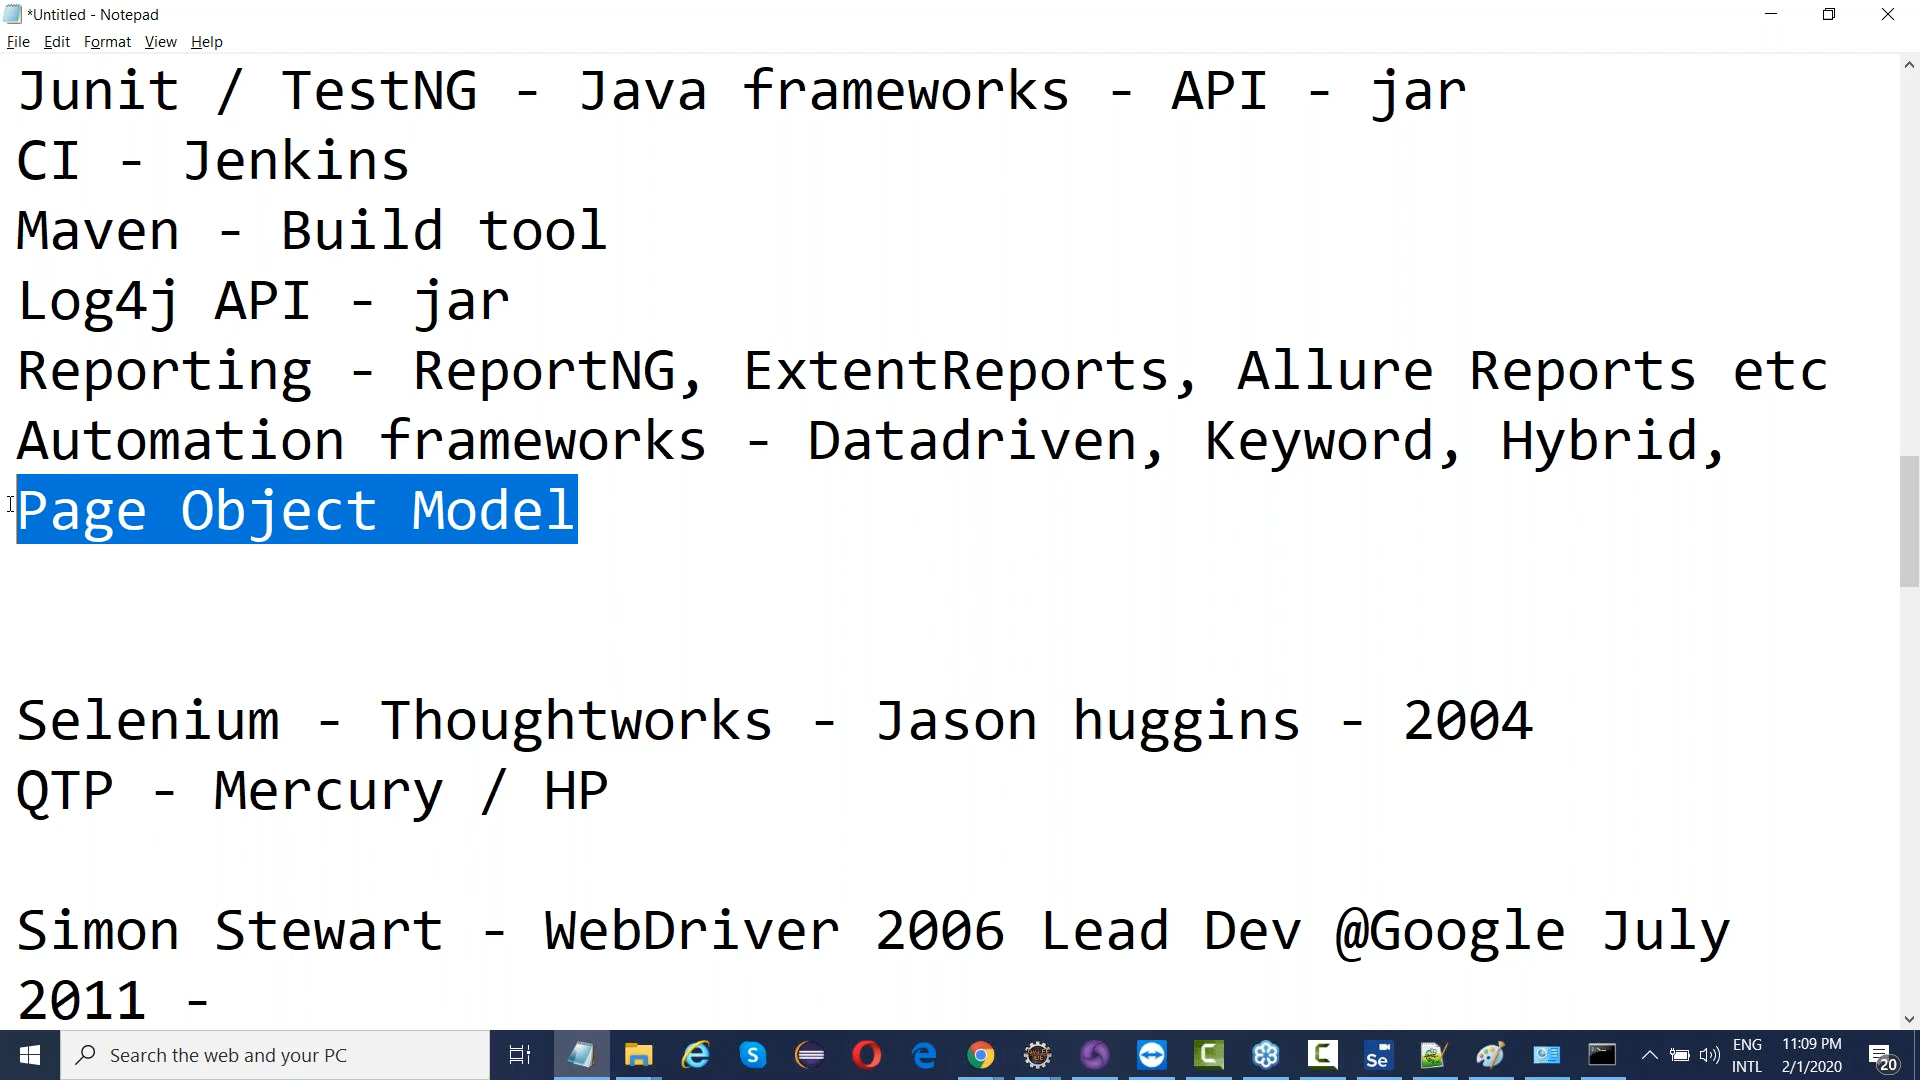 *Untitled - Notepad
File Edit Format View Help
Junit / TestNG - Java frameworks - API - jar
CI - Jenkins
Maven - Build tool
Log4j API - jar
Reporting - ReportNG, ExtentReports, Allure Reports etc
Automation frameworks - Datadriven, Keyword, Hybrid,
Page Object Model
Selenium - Thoughtworks - Jason huggins - 2004
QTP - Mercury / HP
Simon Stewart - WebDriver 2006 Lead Dev @Google July
2011 -
Search the web and your PC
Se
ENG
INTL
11:09 PM
2/1/2020
20